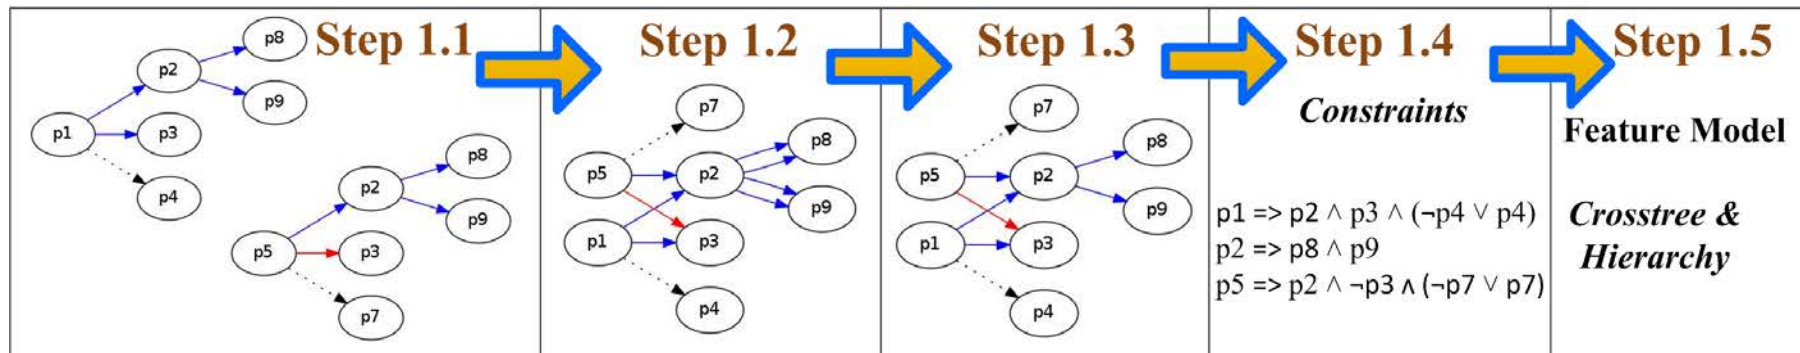 Step 1.1
p8
p2
p9
p1
p3
p4
p8
p2
p9
p5
p3
p7
Step 1.2
p7
p8
p5
p2
p9
p1
p3
p4
Step 1.3
p7
p8
p5
p2
p9
p1
p3
p4
Step 1.4
Constraints
p1 => p2 ∧ p3 ∧ (¬p4 ∨ p4)
p2 => p8 ∧ p9
p5 => p2 ∧ ¬p3 ∧ (¬p7 ∨ p7)
Step 1.5
Feature Model
Crosstree &
Hierarchy